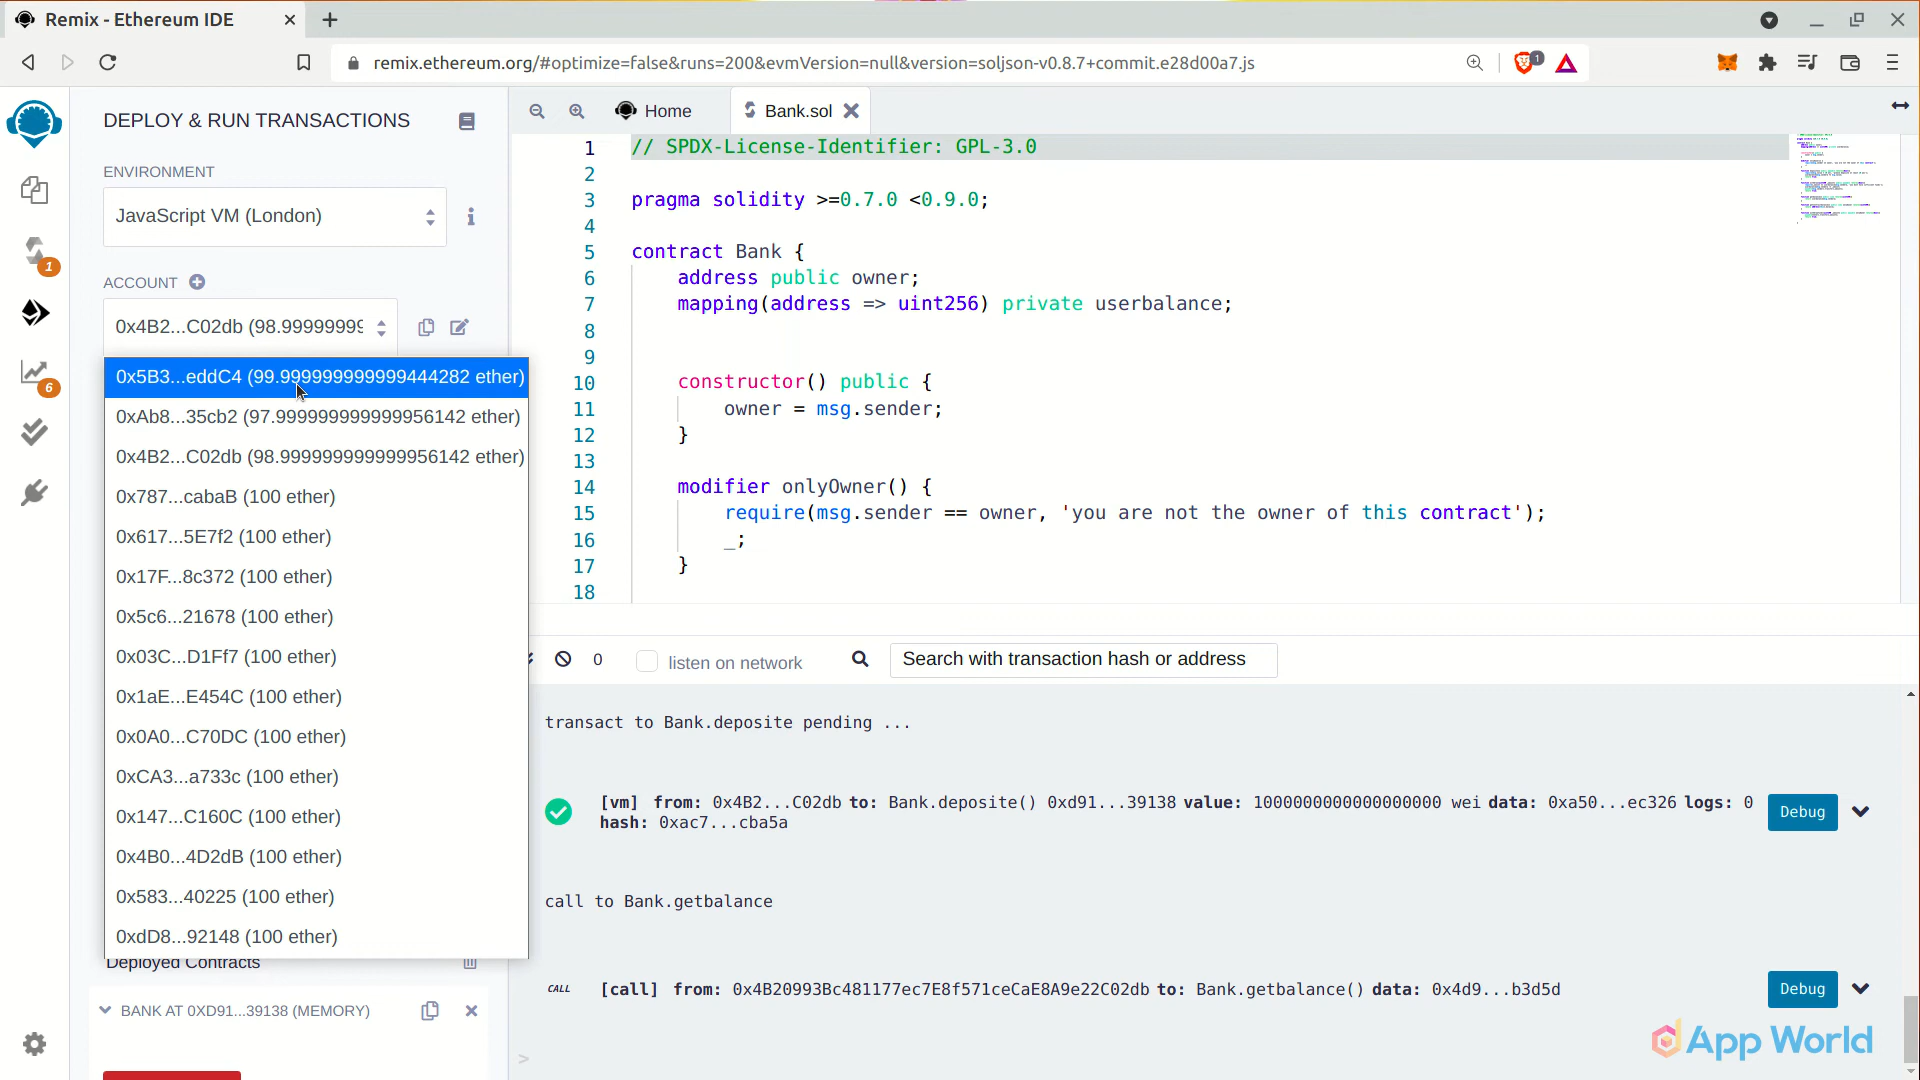 Remix - Ethereum IDE
remix.ethereum.org/#optimize=false&runs=200&evmVersion=null&version=soljson-v0.8.7+commit.e28d00a7.js
1
DEPLOY & RUN TRANSACTIONS
ENVIRONMENT
JavaScript VM (London)
ACCOUNT
0x4B2...C02db (98.99999999
0x5B3...eddC4 (99.999999999999444282 ether)
0xAb8...35cb2 (97.999999999999956142 ether)
0x4B2...C02db (98.999999999999956142 ether)
0x787...cabaB (100 ether)
0x617...5E7f2 (100 ether)
0x17F...8c372 (100 ether)
0x5c6...21678 (100 ether)
0x03C...D1Ff7 (100 ether)
0x1aE...E454C (100 ether)
0x0A0...C70DC (100 ether)
0xCA3...a733c (100 ether)
0x147...C160C (100 ether)
0x4B0...4D2dB (100 ether)
0x583...40225 (100 ether)
0xdD8...92148 (100 ether)
Deployed Contracts
BANK AT 0XD91...39138 (MEMORY)
1
6
Home
Bank.sol
1 // SPDX-License-Identifier: GPL-3.0
2
3 pragma solidity >=0.7.0 <0.9.0;
4
5 contract Bank {
6 address public owner;
7 mapping(address => uint256) private userbalance;
8
9
10 constructor() public {
11 owner = msg.sender;
12 }
13
14 modifier onlyOwner() {
15 require(msg.sender == owner, 'you are not the owner of this contract');
16 _;
17 }
18
0
listen on network
Search with transaction hash or address
transact to Bank.deposite pending ...
[vm] from: 0x4B2...C02db to: Bank.deposite() 0xd91...39138 value: 1000000000000000000 wei data: 0xa50...ec326 logs: 0
hash: 0xac7...cba5a
Debug
call to Bank.getbalance
CALL
[call] from: 0x4B20993Bc481177ec7E8f571ceCaE8A9e22C02db to: Bank.getbalance() data: 0x4d9...b3d5d
Debug
>
App World